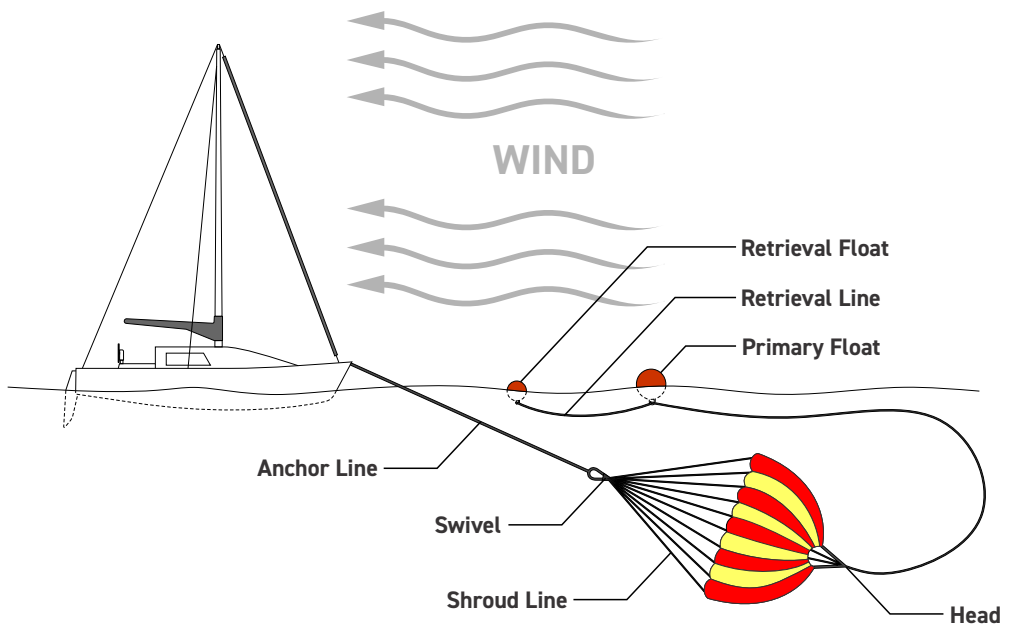 WIND
Retrieval Float
Retrieval Line
Primary Float
Anchor Line
Swivel
Shroud Line
Head